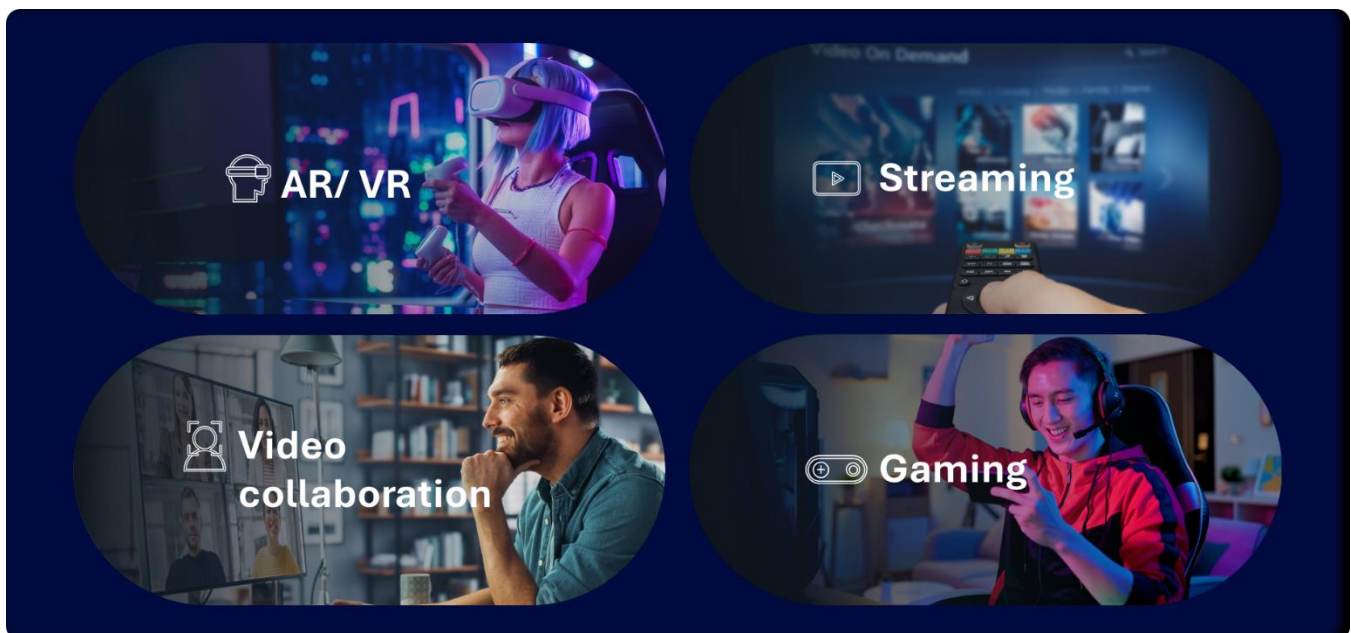 AR/ VR
Video On Demand
Streaming
Video
collaboration
Gaming